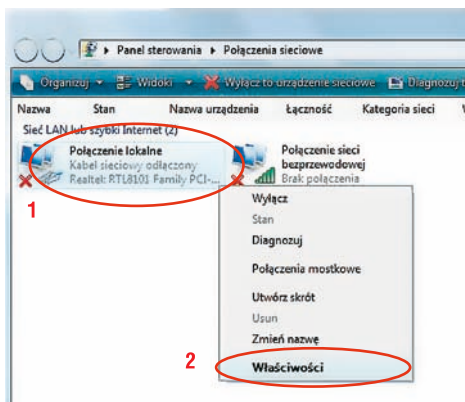 Panel sterowania ▸ Połączenia sieciowe
Organizuj Widoki Wyłącz to urządzenie sieciowe Diagnozuj
Nazwa Stan Nazwa urządzenia Łączność Kategoria sieci
Sieć LAN lub szybki Internet (2)
Połączenie lokalne
Kabel sieciowy odłączony
Realtek RTL8101 Family PCI-...
Połączenie sieci
bezprzewodowej
Brak połączenia
1
Wyłącz
Stan
Diagnozuj
Połączenia mostkowe
Utwórz skrót
Usun
Zmień nazwę
2
Właściwości